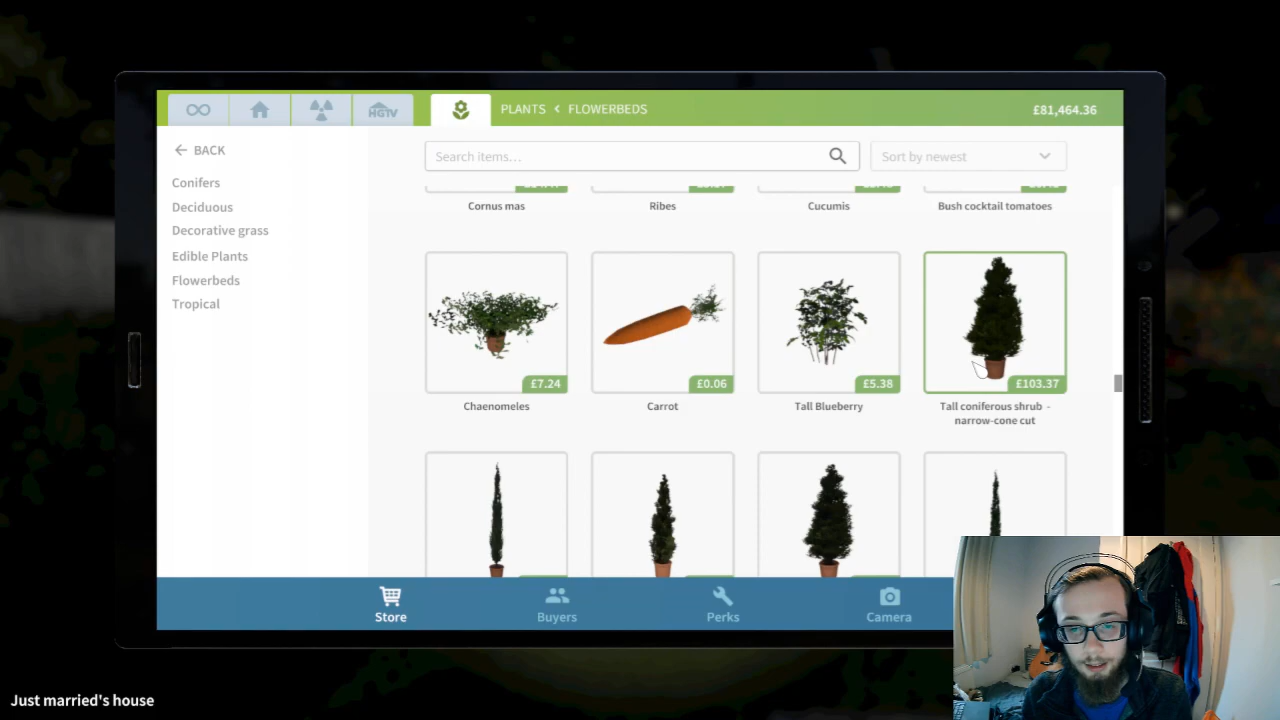 HGTV
PLANTS < FLOWERBEDS
£81,464.36
BACK
Search items...
Sort by newest
Conifers
Deciduous
Decorative grass
Edible Plants
Flowerbeds
Tropical
Cornus mas
Ribes
Cucumis
Bush cocktail tomatoes
£7.24
£0.06
£5.38
£103.37
Chaenomeles
Carrot
Tall Blueberry
Tall coniferous shrub -
narrow-cone cut
Store
Buyers
Perks
Camera
Just married's house